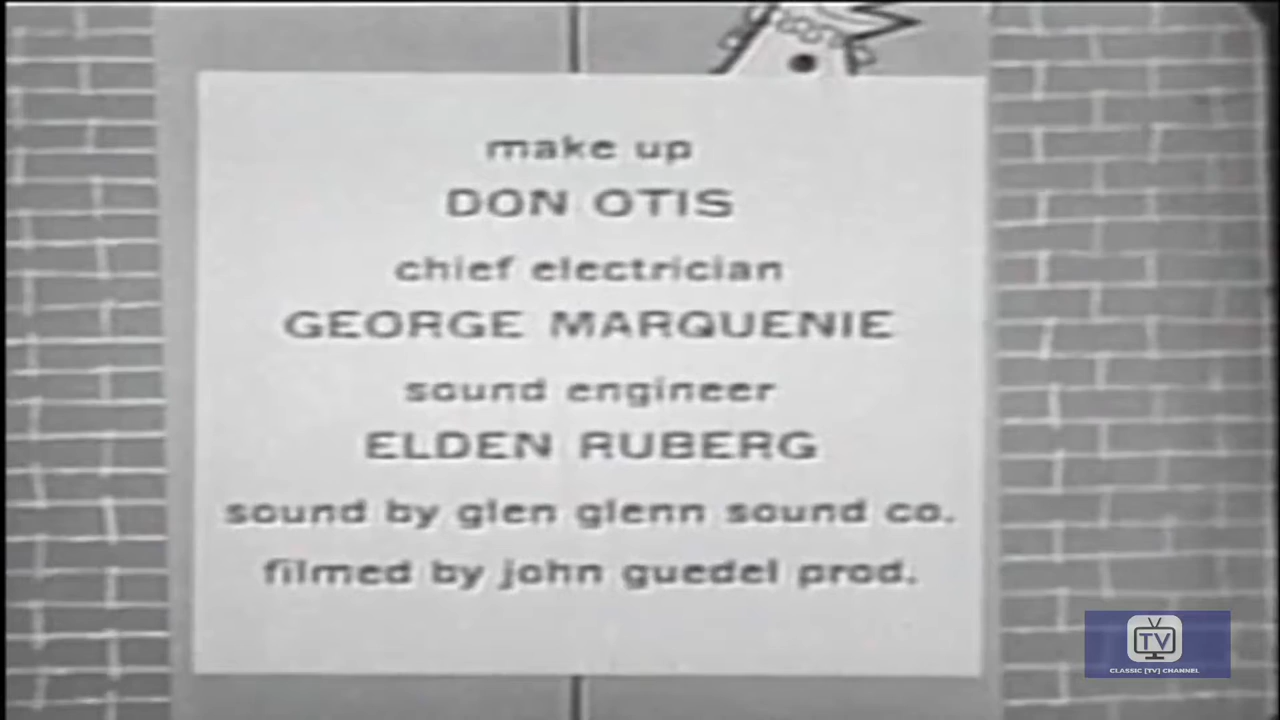 make up
DON OTIS
chief electrician
GEORGE MARQUENIE
sound engineer
ELDEN RUBERG
sound by glen glenn sound co.
filmed by john guedel prod.
TV
CLASSIC [TV] CHANNEL